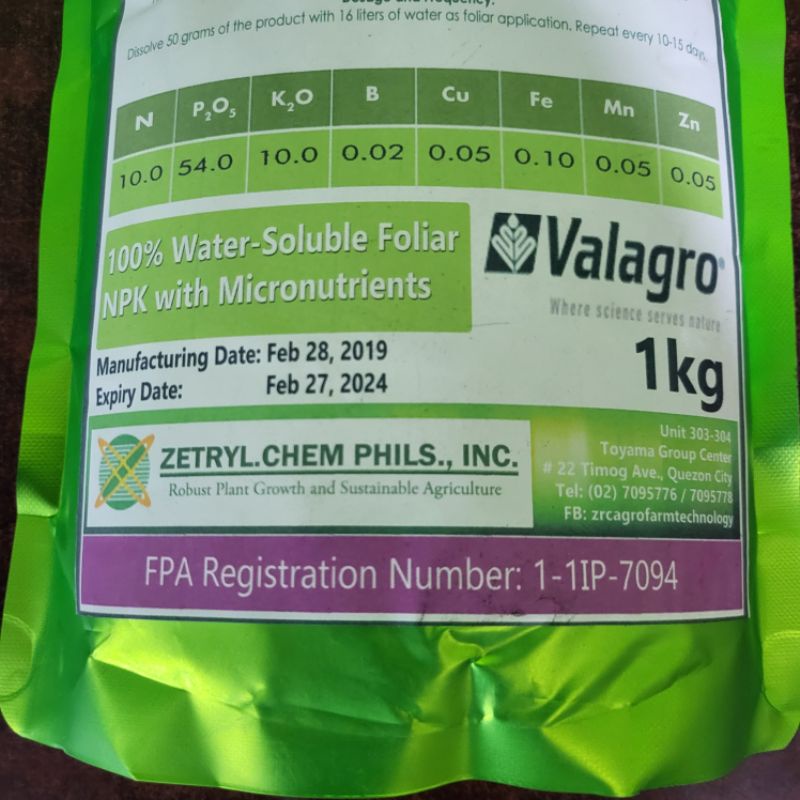 Dosage and Frequency:
Dissolve 50 grams of the product with 16 liters of water as foliar application. Repeat every 10-15 days.
N P₂O₅ K₂O B Cu Fe Mn Zn
10.0 54.0 10.0 0.02 0.05 0.10 0.05 0.05
100% Water-Soluble Foliar
NPK with Micronutrients
Valagro®
Where science serves nature
Manufacturing Date: Feb 28, 2019
Expiry Date: Feb 27, 2024
1kg
ZETRYL.CHEM PHILS., INC.
Robust Plant Growth and Sustainable Agriculture
Unit 303-304
Toyama Group Center
# 22 Timog Ave., Quezon City
Tel: (02) 7095776 / 7095778
FB: zrcagrofarmtechnology
FPA Registration Number: 1-1IP-7094